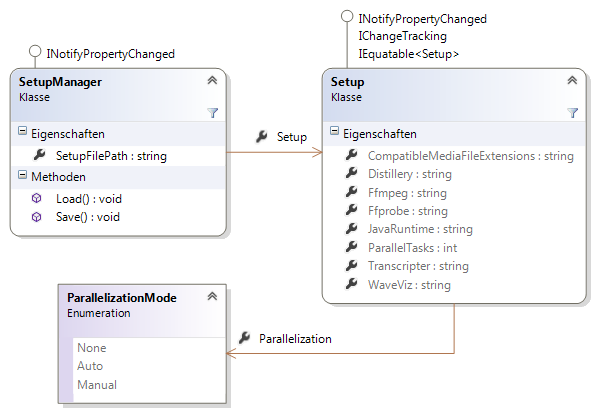 INotifyPropertyChanged
SetupManager
Klasse
Eigenschaften
SetupFilePath : string
Methoden
Load() : void
Save() : void
Setup
INotifyPropertyChanged
IChangeTracking
IEquatable<Setup>
Setup
Klasse
Eigenschaften
CompatibleMediaFileExtensions : string
Distillery : string
Ffmpeg : string
Ffprobe : string
JavaRuntime : string
ParallelTasks : int
Transcripter : string
WaveViz : string
Parallelization
ParallelizationMode
Enumeration
None
Auto
Manual